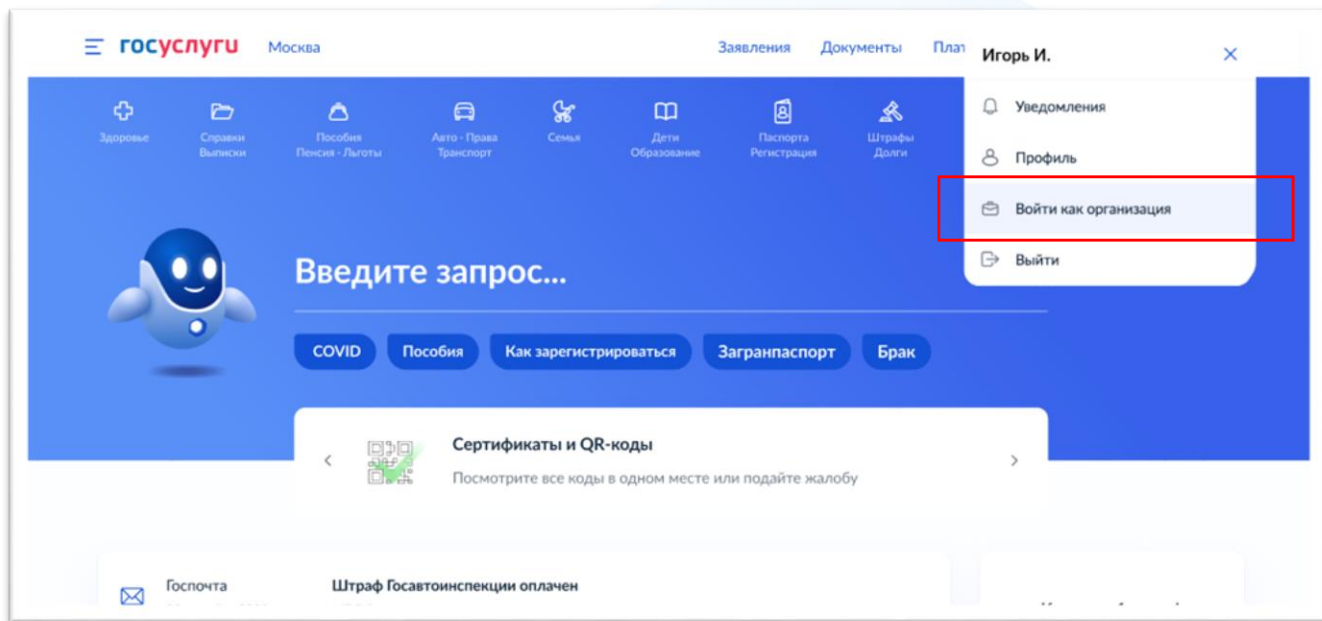 госуслуги Москва Заявления Документы Плат
Игорь И.
Уведомления
Профиль
Войти как организация
Выйти
Здоровье
Справки
Выписки
Пособия
Пенсия - Льготы
Авто - Права
Транспорт
Семья
Дети
Образование
Паспорта
Регистрация
Штрафы
Долги
Введите запрос...
COVID Пособия Как зарегистрироваться Загранпаспорт Брак
Сертификаты и QR-коды
Посмотрите все коды в одном месте или подайте жалобу
Госпочта Штраф Госавтоинспекции оплачен